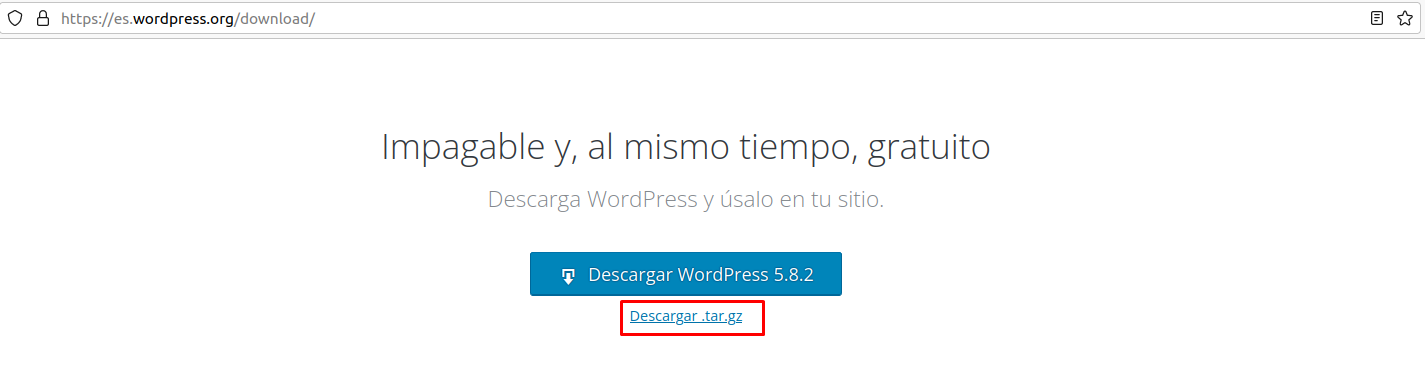 https://es.wordpress.org/download/
Impagable y, al mismo tiempo, gratuito
Descarga WordPress y úsalo en tu sitio.
Descargar WordPress 5.8.2
Descargar .tar.gz